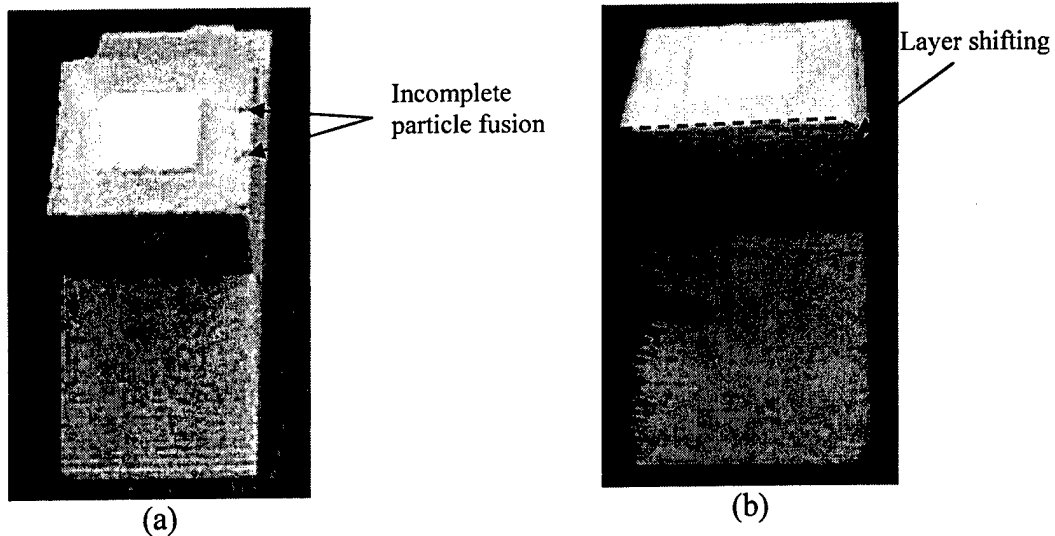 Incomplete
particle fusion
Layer shifting
(a)
(b)